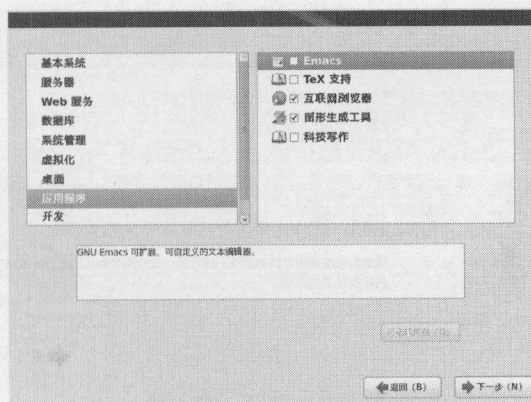 基本系统
服务器
Web 服务
数据库
系统管理
虚拟化
桌面
应用程序
开发
Emacs
TeX 支持
互联网浏览器
图形生成工具
科技写作
GNU Emacs 可扩展、可自定义的文本编辑器。
返回 (B)
下一步 (N)